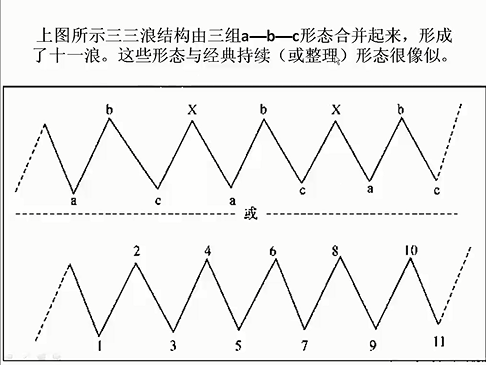 上图所示三三浪结构由三组a—b—c形态合并起来，形成
了十一浪。这些形态与经典持续（或整理）形态很像似。
b X b X b
a c a c a c
或
2 4 6 8 10
1 3 5 7 9 11